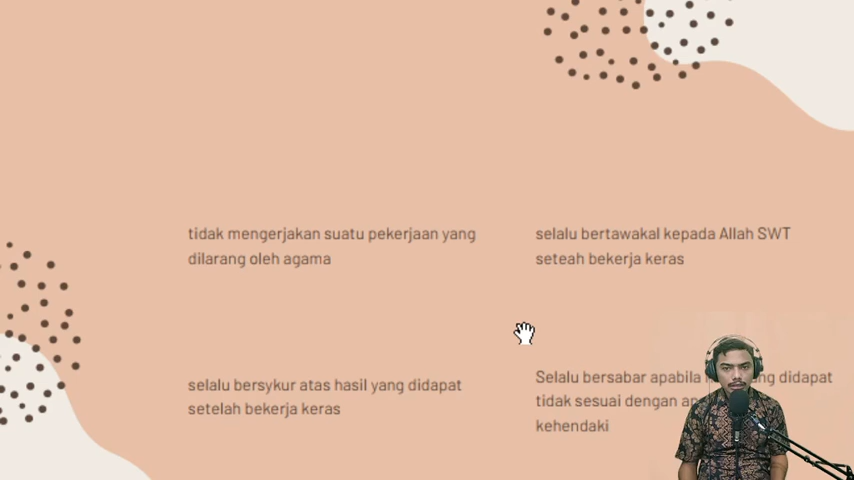 tidak mengerjakan suatu pekerjaan yang
dilarang oleh agama
selalu bertawakal kepada Allah SWT
seteah bekerja keras
selalu bersykur atas hasil yang didapat
setelah bekerja keras
Selalu bersabar apabila didapat
tidak sesuai dengan
kehendaki